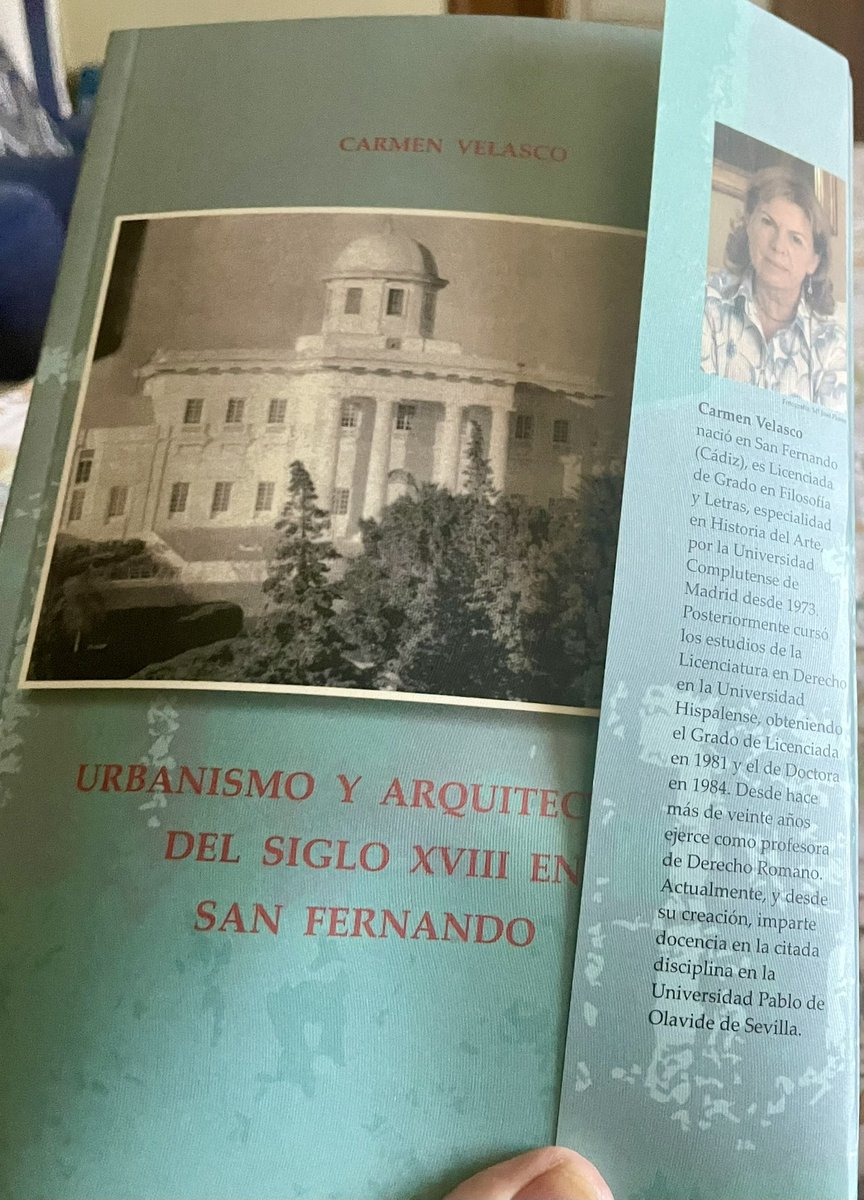 CARMEN VELASCO
URBANISMO Y ARQUITEC
DEL SIGLO XVIII EN
SAN FERNANDO
Carmen Velasco
nació en San Fernando
(Cádiz), es Licenciada
de Grado en Filosofía
y Letras, especialidad
en Historia del Arte,
por la Universidad
Complutense de
Madrid desde 1973.
Posteriormente cursó
los estudios de la
Licenciatura en Derecho
en la Universidad
Hispalense, obteniendo
el Grado de Licenciada
en 1981 y el de Doctora
en 1984. Desde hace
más de veinte años
ejerce como profesora
de Derecho Romano.
Actualmente, y desde
su creación, imparte
docencia en la citada
disciplina en la
Universidad Pablo de
Olavide de Sevilla.